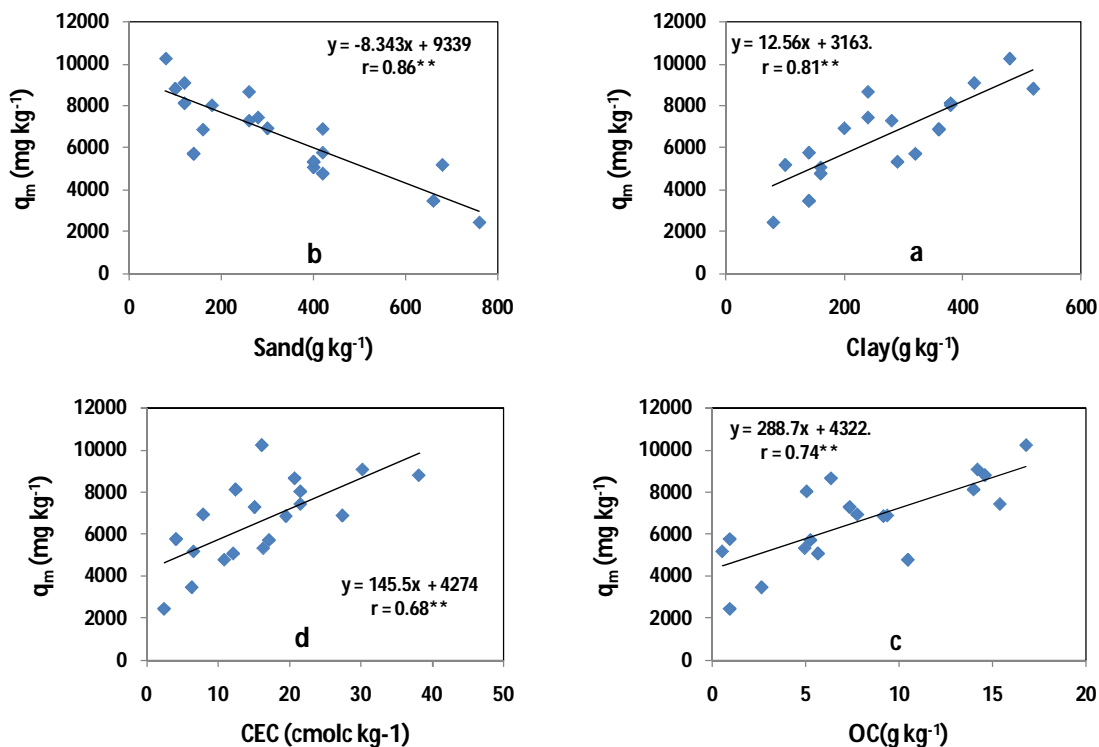 12000
10000
8000
6000
4000
2000
0
qm (mg kg-1)
y = -8.343x + 9339
r= 0.86**
b
0 200 400 600 800
Sand(g kg-1)
12000
10000
8000
6000
4000
2000
0
qm (mg kg-1)
y = 12.56x + 3163.
r = 0.81**
a
0 200 400 600
Clay(g kg-1)
12000
10000
8000
6000
4000
2000
0
qm (mg kg-1)
y = 145.5x + 4274
r = 0.68**
d
0 10 20 30 40 50
CEC (cmolc kg-1)
12000
10000
8000
6000
4000
2000
0
qm (mg kg-1)
y = 288.7x + 4322.
r = 0.74**
c
0 5 10 15 20
OC(g kg-1)